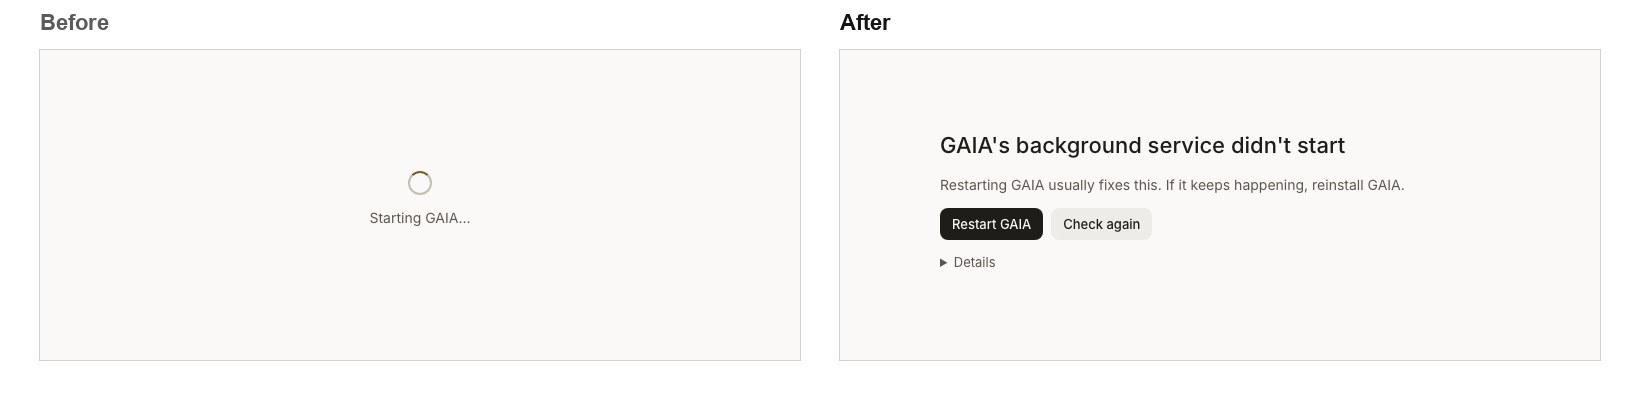 Before
Starting GAIA...
After
GAIA's background service didn't start
Restarting GAIA usually fixes this. If it keeps happening, reinstall GAIA.
Restart GAIA
Check again
Details